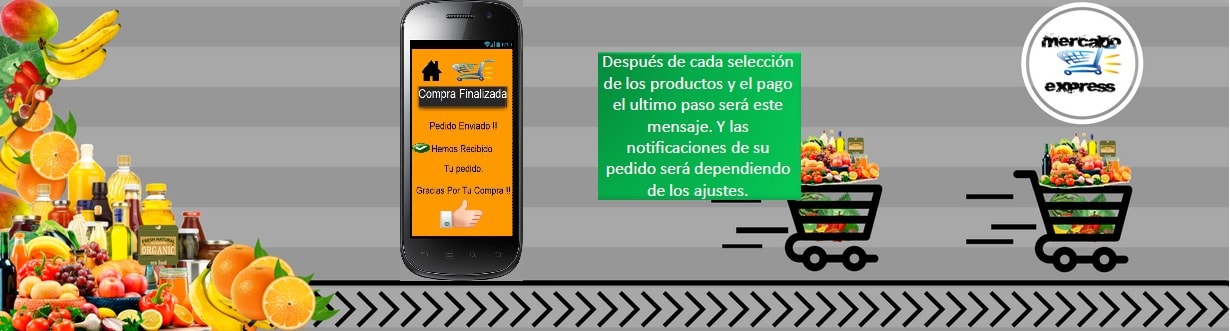 Compra Finalizada
Pedido Enviado !!
Hemos Recibido
Tu pedido.
Gracias Por Tu Compra !!
Después de cada selección
de los productos y el pago
el ultimo paso será este
mensaje. Y las
notificaciones de su
pedido será dependiendo
de los ajustes.
mercado
express
FRESH NATURAL
ORGANIC